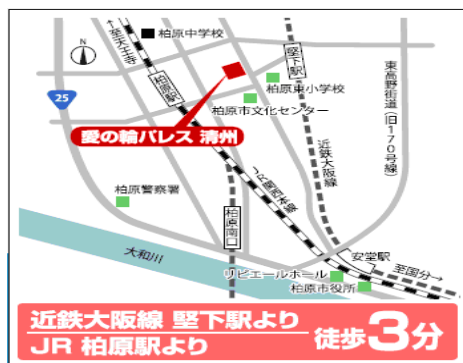 N
←至天王寺
柏原中学校
堅下駅
柏原駅
柏原東小学校
柏原市文化センター
東高野街道(旧170号線)
25
愛の輪パレス 清州
近鉄大阪線
JR関西本線
柏原警察署
柏原南口
大和川
安堂駅
リビエールホール
至国分→
柏原市役所
近鉄大阪線 堅下駅より
JR 柏原駅より
徒歩3分